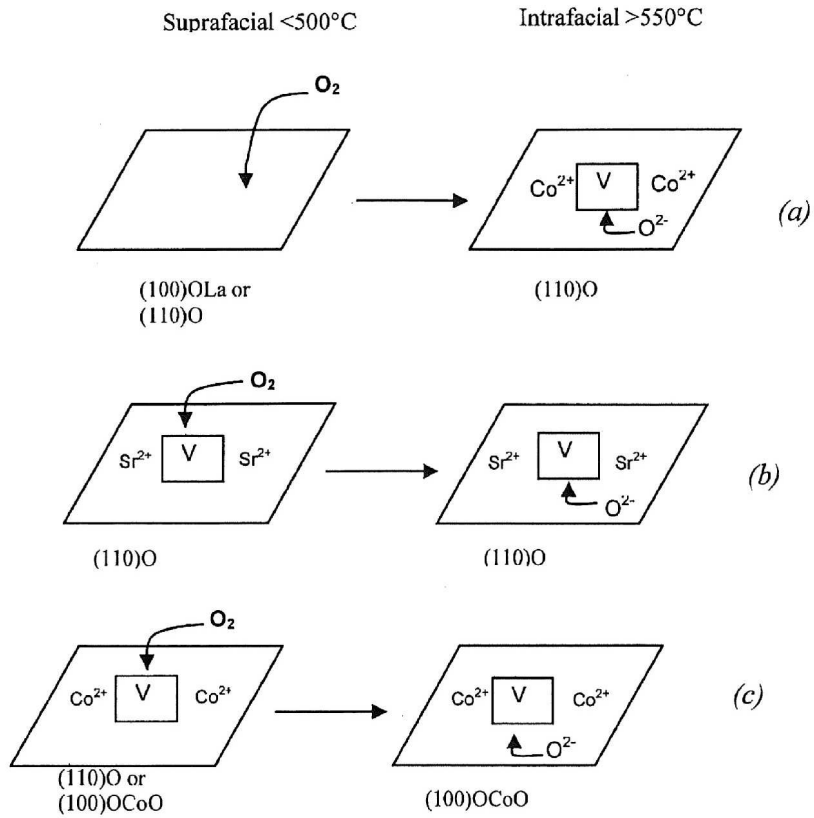 Suprafacial <500°C Intrafacial >550°C
O₂
Co²⁺ V Co²⁺
O²⁻
(a)
(100)OLa or
(110)O
(110)O
O₂
Sr²⁺ V Sr²⁺
Sr²⁺ V Sr²⁺
O²⁻
(b)
(110)O
(110)O
O₂
Co²⁺ V Co²⁺
Co²⁺ V Co²⁺
O²⁻
(c)
(110)O or
(100)OCoO
(100)OCoO